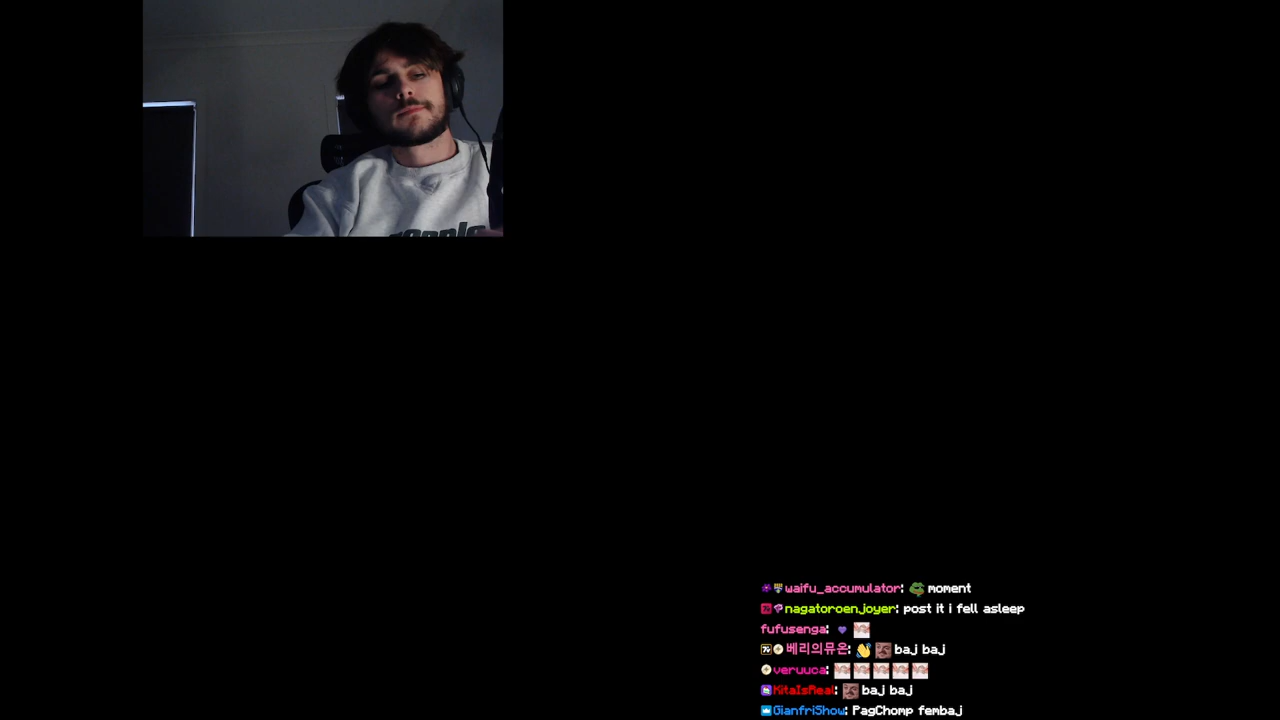 waifu_accumulator: moment
nagatoroenjoyer: post it i fell asleep
fufusenga:
베리의뮤온: baj baj
veruuca:
KitaIsReal: baj baj
GianfriShow: PagChomp fembaj